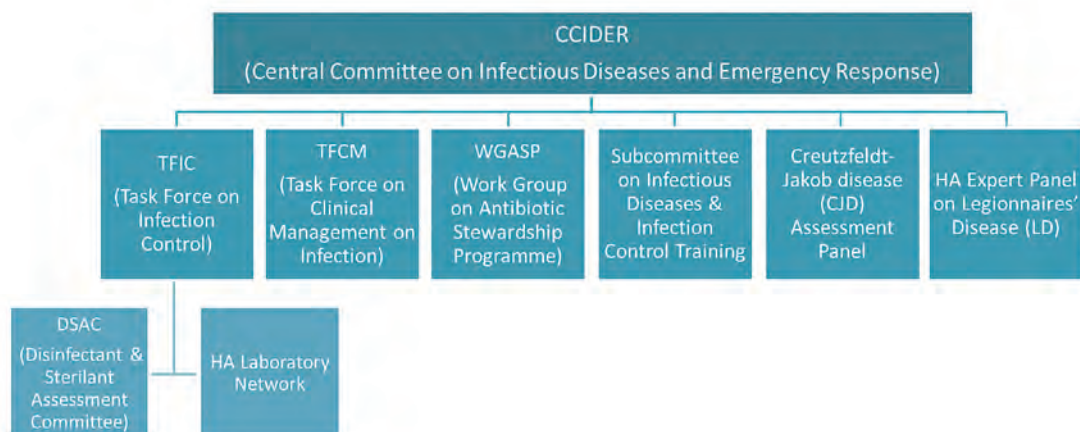 CCIDER
(Central Committee on Infectious Diseases and Emergency Response)
TFIC
(Task Force on
Infection
Control)
TFCM
(Task Force on
Clinical
Management on
Infection)
WGASP
(Work Group
on Antibiotic
Stewardship
Programme)
Subcommittee
on Infectious
Diseases &
Infection
Control Training
Creutzfeldt-
Jakob disease
(CJD)
Assessment
Panel
HA Expert Panel
on Legionnaires’
Disease (LD)
DSAC
(Disinfectant &
Sterilant
Assessment
Committee)
HA Laboratory
Network